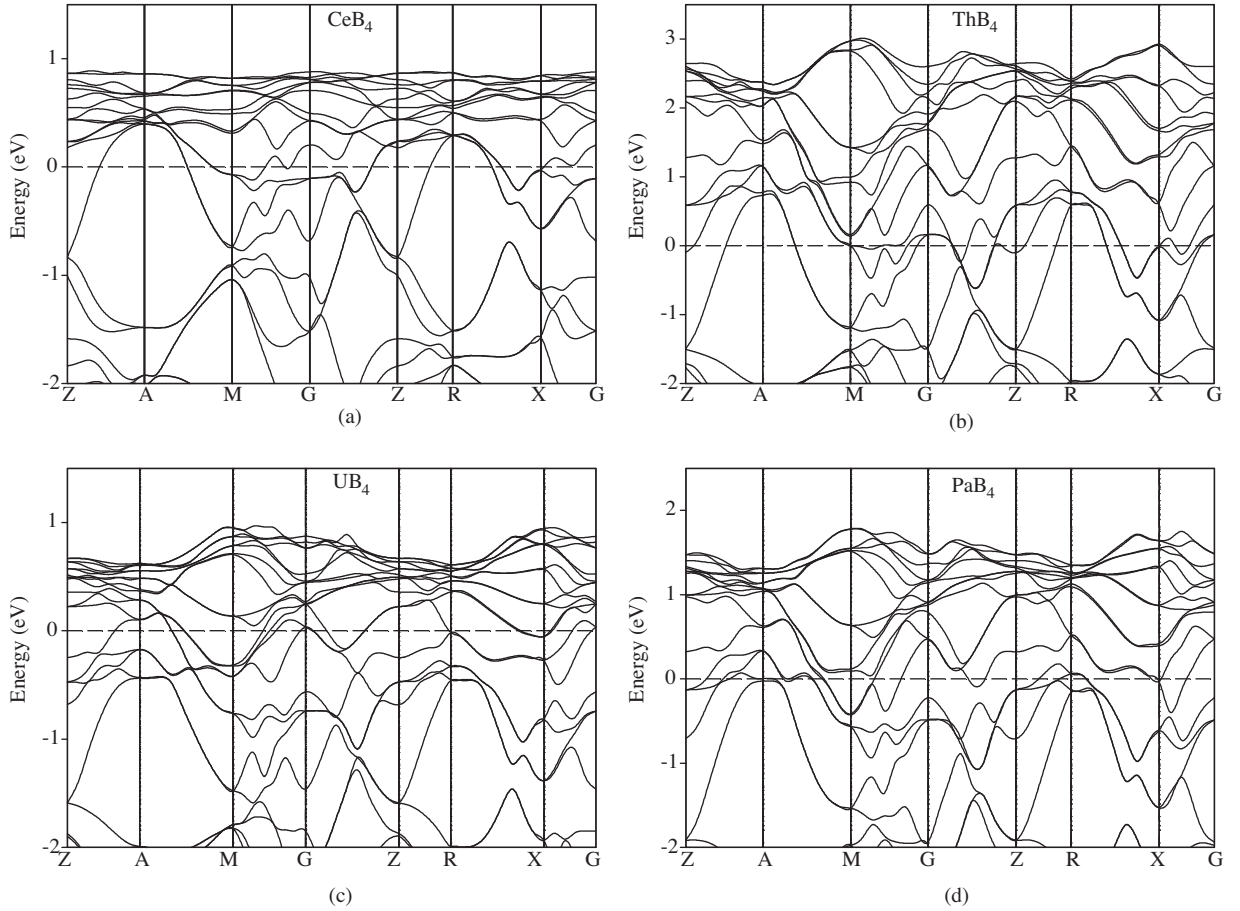 CeB₄
Energy (eV)
1
0
-1
-2
Z A M G Z R X G
(a)
ThB₄
Energy (eV)
3
2
1
0
-1
-2
Z A M G Z R X G
(b)
UB₄
Energy (eV)
1
0
-1
-2
Z A M G Z R X G
(c)
PaB₄
Energy (eV)
2
1
0
-1
-2
Z A M G Z R X G
(d)